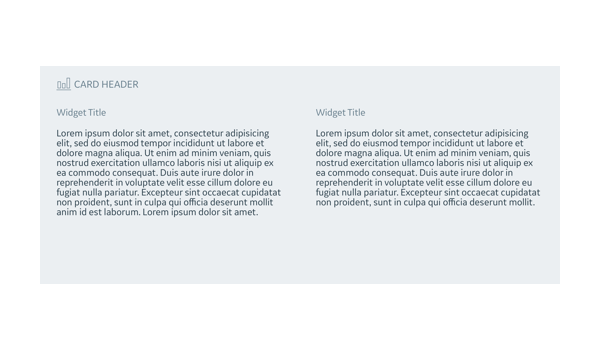 CARD HEADER
Widget Title
Lorem ipsum dolor sit amet, consectetur adipisicing
elit, sed do eiusmod tempor incididunt ut labore et
dolore magna aliqua. Ut enim ad minim veniam, quis
nostrud exercitation ullamco laboris nisi ut aliquip ex
ea commodo consequat. Duis aute irure dolor in
reprehenderit in voluptate velit esse cillum dolore eu
fugiat nulla pariatur. Excepteur sint occaecat cupidatat
non proident, sunt in culpa qui officia deserunt mollit
anim id est laborum. Lorem ipsum dolor sit amet.
Widget Title
Lorem ipsum dolor sit amet, consectetur adipisicing
elit, sed do eiusmod tempor incididunt ut labore et
dolore magna aliqua. Ut enim ad minim veniam, quis
nostrud exercitation ullamco laboris nisi ut aliquip ex
ea commodo consequat. Duis aute irure dolor in
reprehenderit in voluptate velit esse cillum dolore eu
fugiat nulla pariatur. Excepteur sint occaecat cupidatat
non proident, sunt in culpa qui officia deserunt mollit.